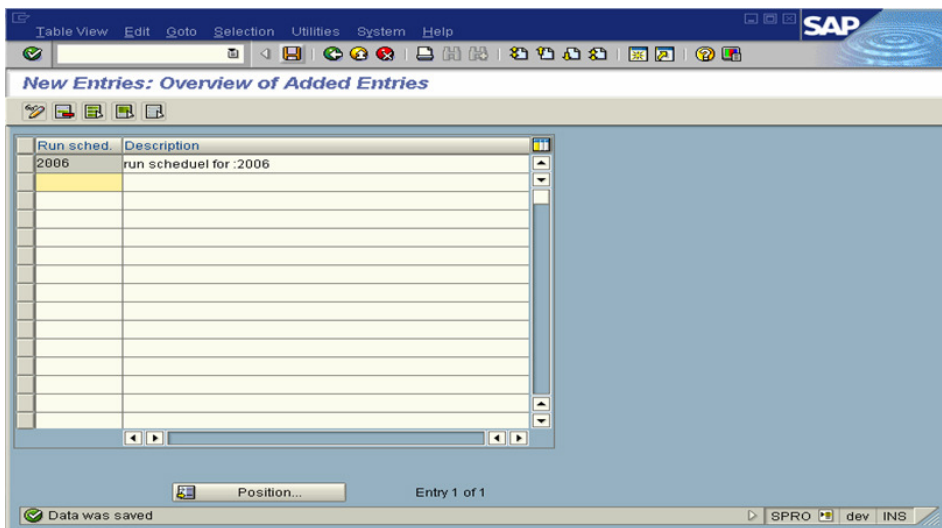 Table View Edit Goto Selection Utilities System Help
SAP
New Entries: Overview of Added Entries
Run sched. Description
2006 run scheduel for :2006
Position... Entry 1 of 1
Data was saved SPRO dev INS